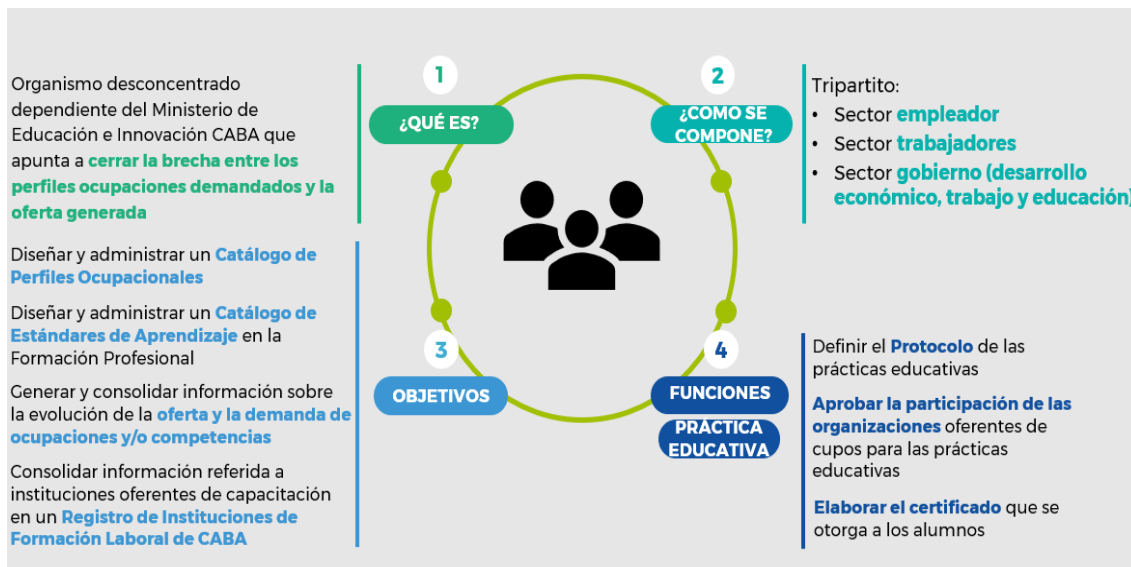 1
¿QUÉ ES?
Organismo desconcentrado
dependiente del Ministerio de
Educación e Innovación CABA que
apunta a cerrar la brecha entre los
perfiles ocupaciones demandados y la
oferta generada
2
¿COMO SE
COMPONE?
Tripartito:
• Sector empleador
• Sector trabajadores
• Sector gobierno (desarrollo
económico, trabajo y educación)
3
OBJETIVOS
Diseñar y administrar un Catálogo de
Perfiles Ocupacionales
Diseñar y administrar un Catálogo de
Estándares de Aprendizaje en la
Formación Profesional
Generar y consolidar información sobre
la evolución de la oferta y la demanda de
ocupaciones y/o competencias
Consolidar información referida a
instituciones oferentes de capacitación
en un Registro de Instituciones de
Formación Laboral de CABA
4
FUNCIONES
PRÁCTICA
EDUCATIVA
Definir el Protocolo de las
prácticas educativas
Aprobar la participación de las
organizaciones oferentes de
cupos para las prácticas
educativas
Elaborar el certificado que se
otorga a los alumnos